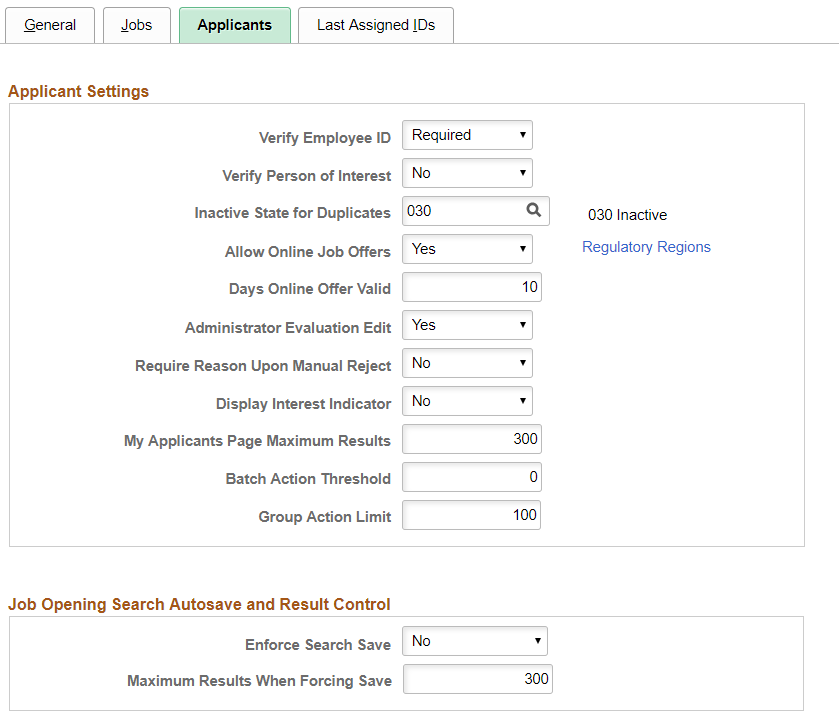 General Jobs Applicants Last Assigned IDs
Applicant Settings
Verify Employee ID Required
Verify Person of Interest No
Inactive State for Duplicates 030 030 Inactive
Allow Online Job Offers Yes Regulatory Regions
Days Online Offer Valid 10
Administrator Evaluation Edit Yes
Require Reason Upon Manual Reject No
Display Interest Indicator No
My Applicants Page Maximum Results 300
Batch Action Threshold 0
Group Action Limit 100
Job Opening Search Autosave and Result Control
Enforce Search Save No
Maximum Results When Forcing Save 300